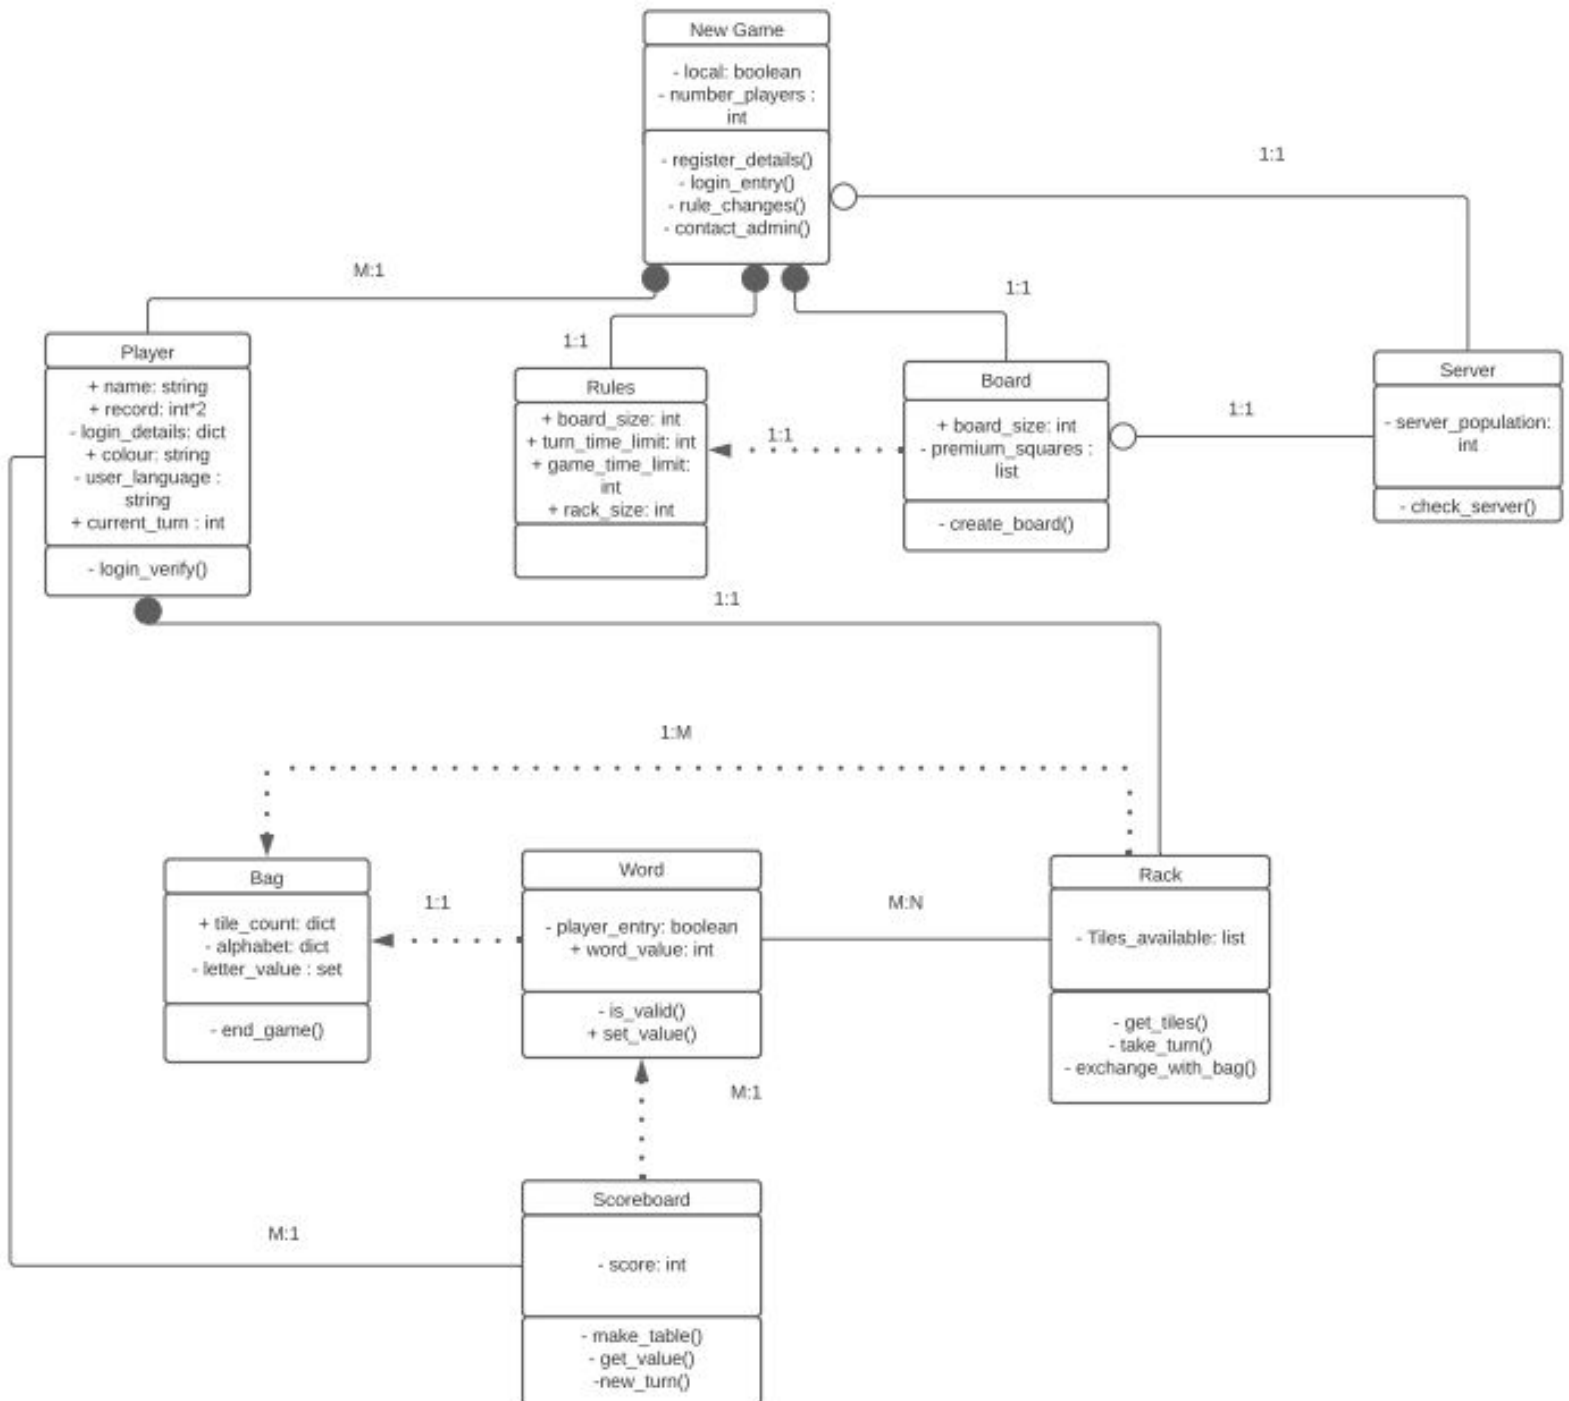 New Game
- local: boolean
- number_players :
int
- register_details()
- login_entry()
- rule_changes()
- contact_admin()
1:1
M:1
1:1
1:1
Player
+ name: string
+ record: int*2
- login_details: dict
+ colour: string
- user_language :
string
+ current_turn : int
- login_verify()
Rules
+ board_size: int
+ turn_time_limit: int
+ game_time_limit:
int
+ rack_size: int
1:1
Board
+ board_size: int
- premium_squares :
list
- create_board()
1:1
Server
- server_population:
int
- check_server()
1:1
1:M
Bag
+ tile_count: dict
- alphabet: dict
- letter_value : set
- end_game()
1:1
Word
- player_entry: boolean
+ word_value: int
- is_valid()
+ set_value()
M:N
Rack
- Tiles_available: list
- get_tiles()
- take_turn()
- exchange_with_bag()
M:1
M:1
Scoreboard
- score: int
- make_table()
- get_value()
-new_turn()